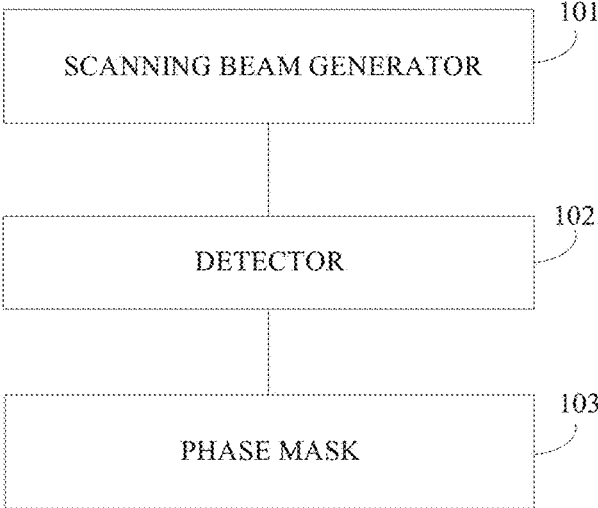 101
SCANNING BEAM GENERATOR
102
DETECTOR
103
PHASE MASK